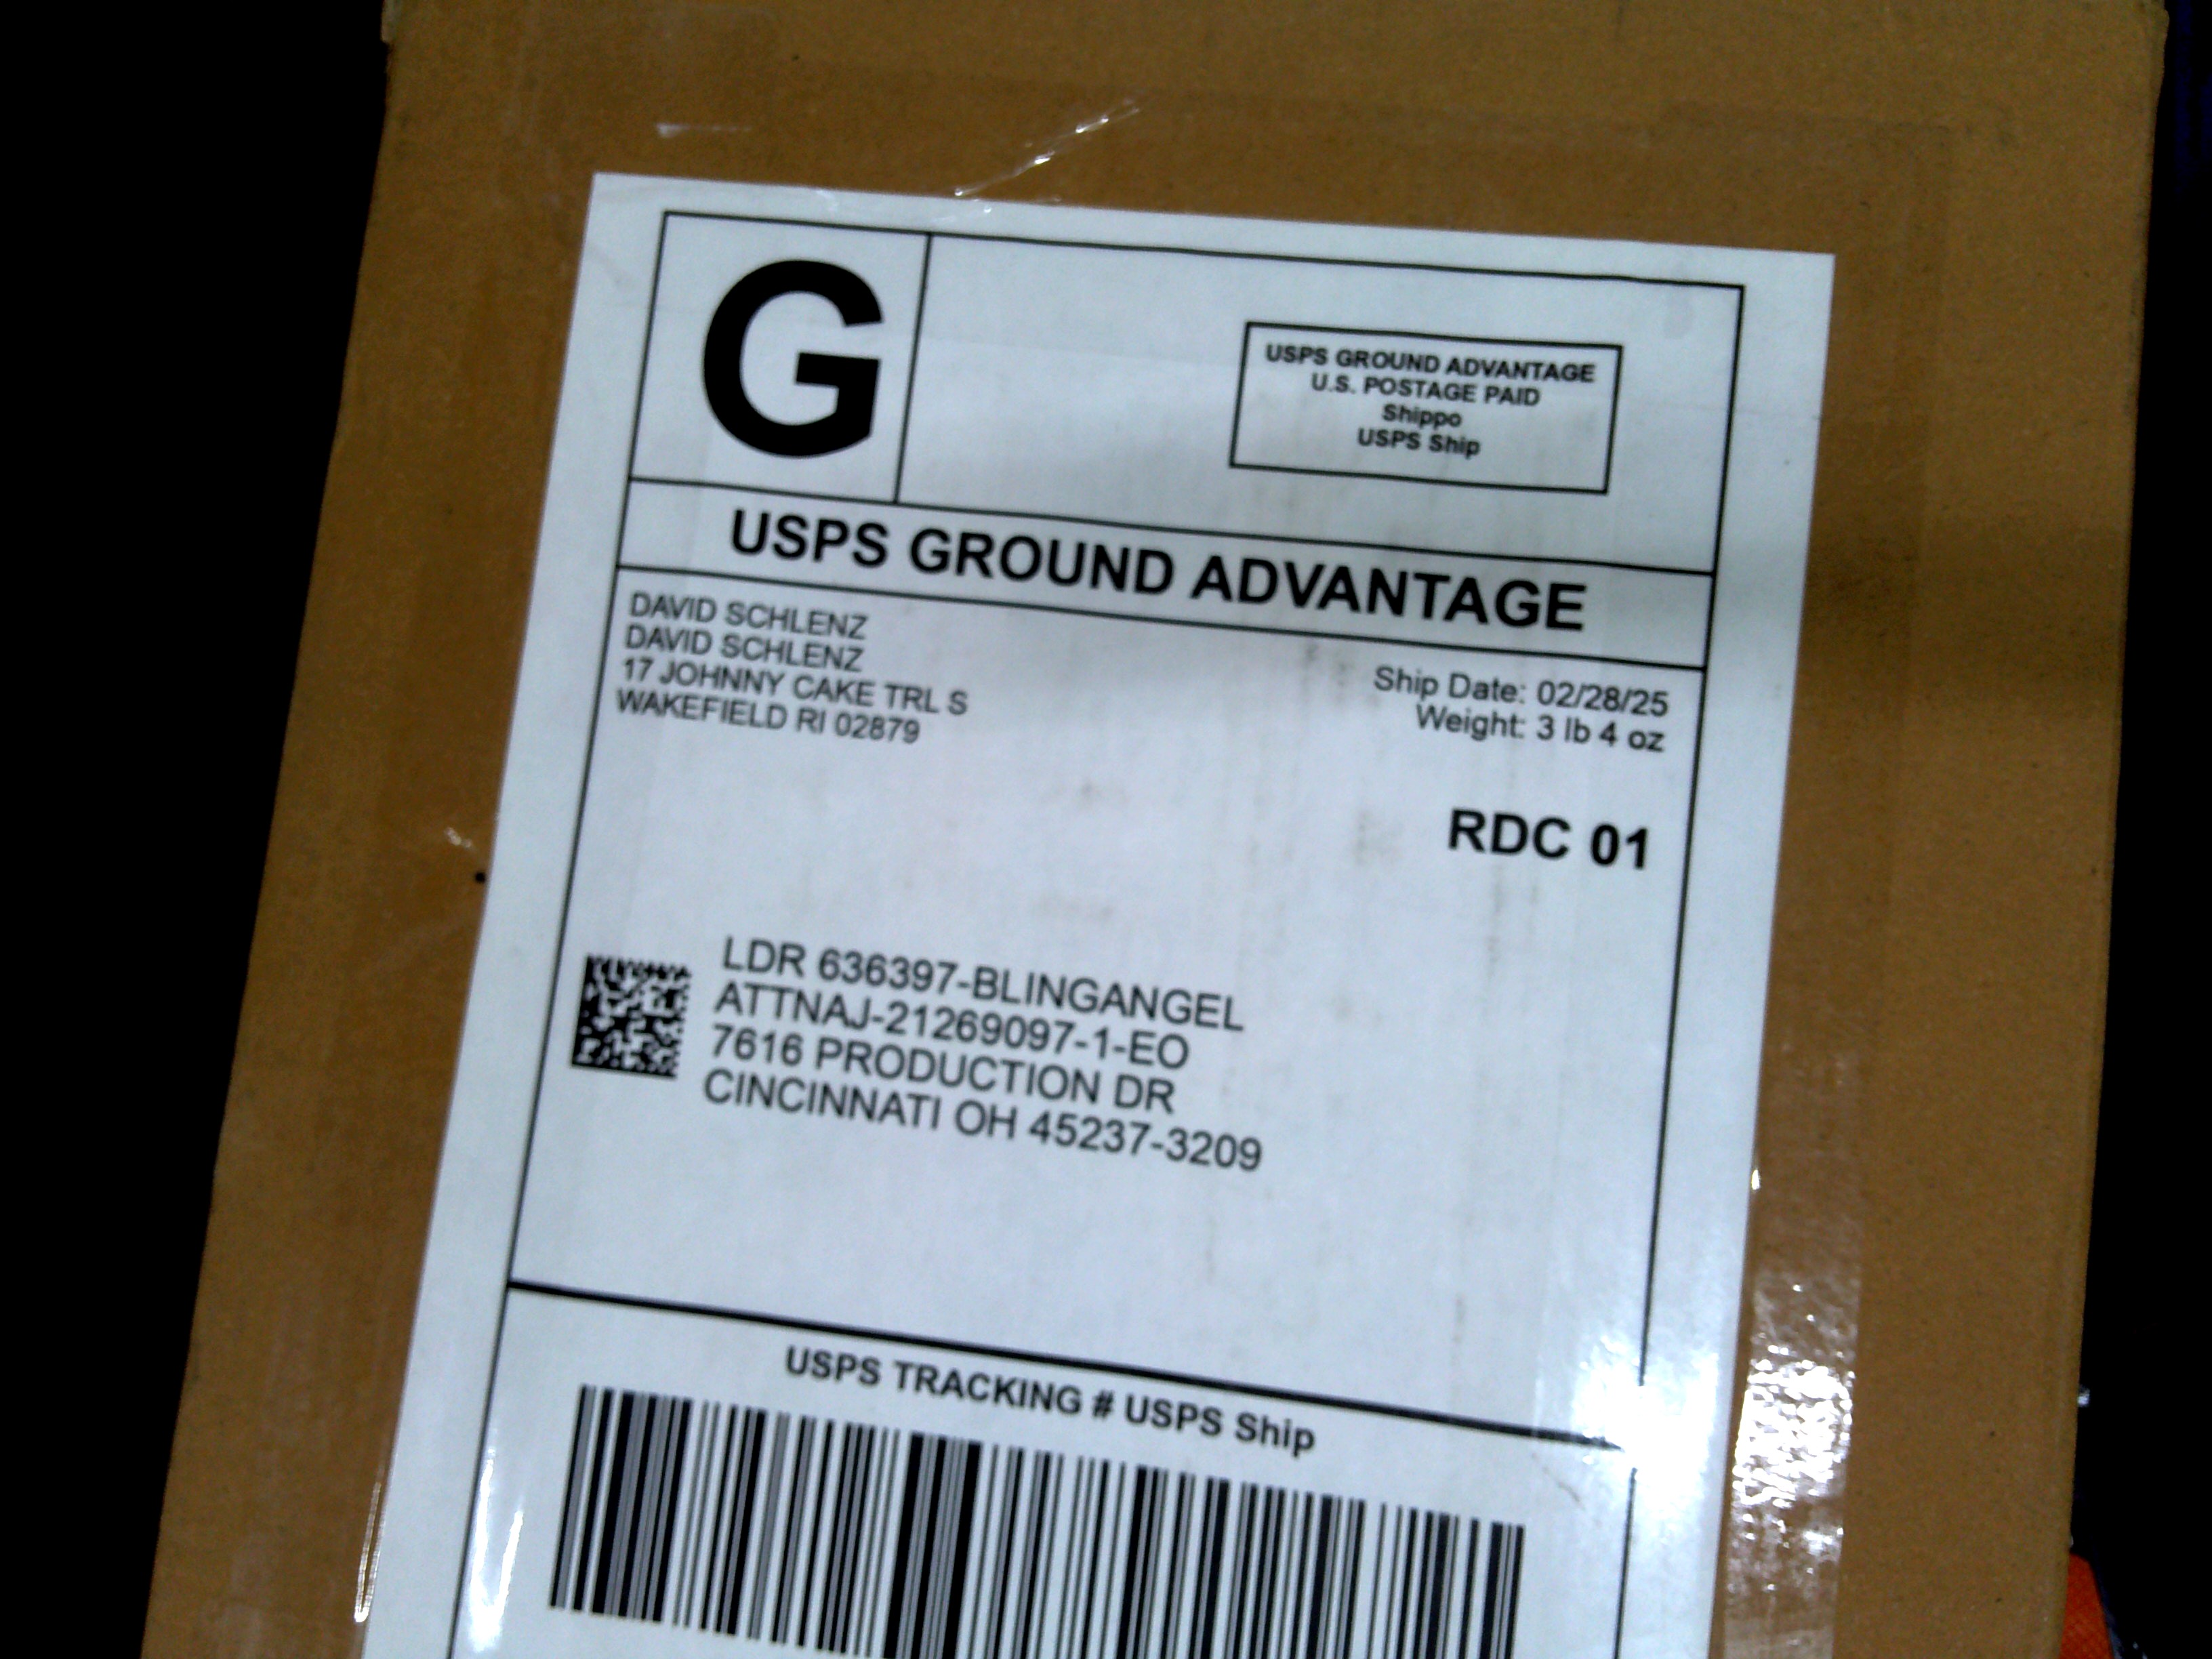 G
USPS GROUND ADVANTAGE
U.S. POSTAGE PAID
Shippo
USPS Ship
USPS GROUND ADVANTAGE
DAVID SCHLENZ
DAVID SCHLENZ
17 JOHNNY CAKE TRL S
WAKEFIELD RI 02879
Ship Date: 02/28/25
Weight: 3 lb 4 oz
RDC 01
LDR 636397-BLINGANGEL
ATTNAJ-21269097-1-EO
7616 PRODUCTION DR
CINCINNATI OH 45237-3209
USPS TRACKING # USPS Ship